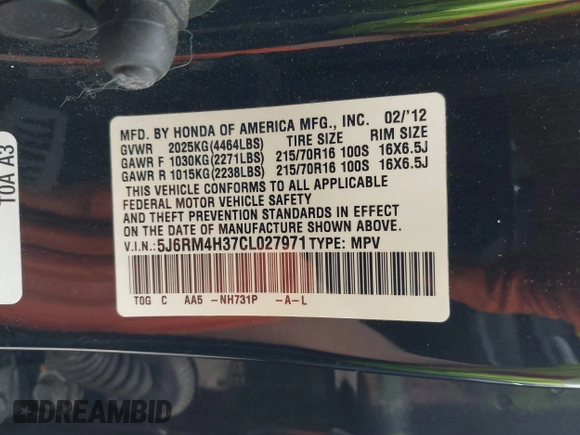 MFD. BY HONDA OF AMERICA MFG., INC. 02/'12
GVWR 2025KG(4464LBS) TIRE SIZE RIM SIZE
GAWR F 1030KG(2271LBS) 215/70R16 100S 16X6.5J
GAWR R 1015KG(2238LBS) 215/70R16 100S 16X6.5J
THIS VEHICLE CONFORMS TO ALL APPLICABLE
FEDERAL MOTOR VEHICLE SAFETY
AND THEFT PREVENTION STANDARDS IN EFFECT
ON THE DATE OF MANUFACTURE SHOWN ABOVE.
V.I.N.: 5J6RM4H37CL027971 TYPE: MPV
T0G C AA5 -NH731P -A-L
T0A A3
DREAMBID